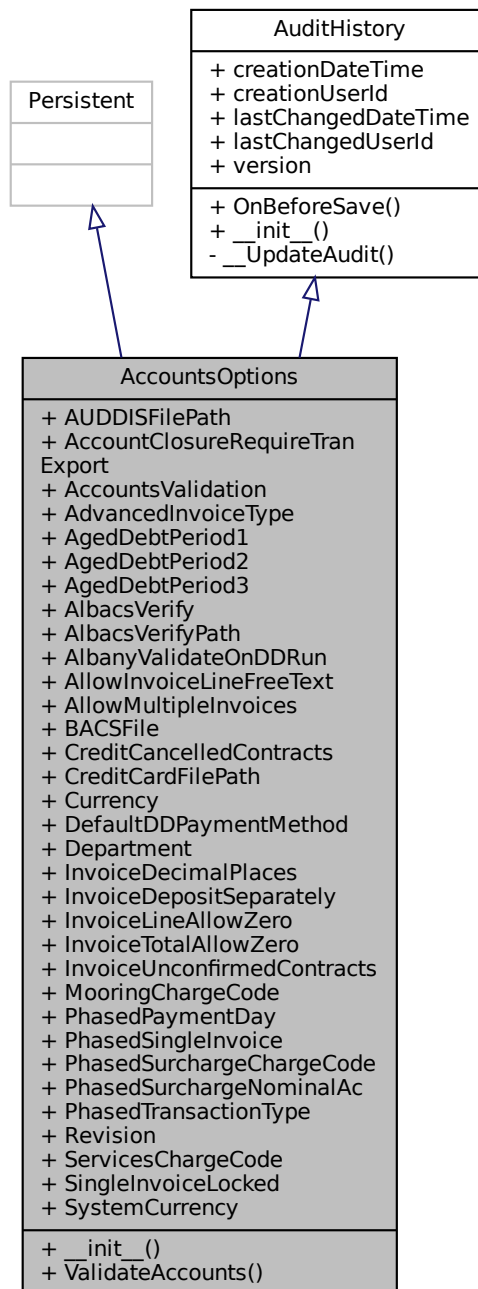 AuditHistory
+ creationDateTime
+ creationUserId
+ lastChangedDateTime
+ lastChangedUserId
+ version
+ OnBeforeSave()
+ __init__()
- __UpdateAudit()
Persistent
AccountsOptions
+ AUDDISFilePath
+ AccountClosureRequireTran
Export
+ AccountsValidation
+ AdvancedInvoiceType
+ AgedDebtPeriod1
+ AgedDebtPeriod2
+ AgedDebtPeriod3
+ AlbacsVerify
+ AlbacsVerifyPath
+ AlbanyValidateOnDDRun
+ AllowInvoiceLineFreeText
+ AllowMultipleInvoices
+ BACSFile
+ CreditCancelledContracts
+ CreditCardFilePath
+ Currency
+ DefaultDDPaymentMethod
+ Department
+ InvoiceDecimalPlaces
+ InvoiceDepositSeparately
+ InvoiceLineAllowZero
+ InvoiceTotalAllowZero
+ InvoiceUnconfirmedContracts
+ MooringChargeCode
+ PhasedPaymentDay
+ PhasedSingleInvoice
+ PhasedSurchargeChargeCode
+ PhasedSurchargeNominalAc
+ PhasedTransactionType
+ Revision
+ ServicesChargeCode
+ SingleInvoiceLocked
+ SystemCurrency
+ __init__()
+ ValidateAccounts()